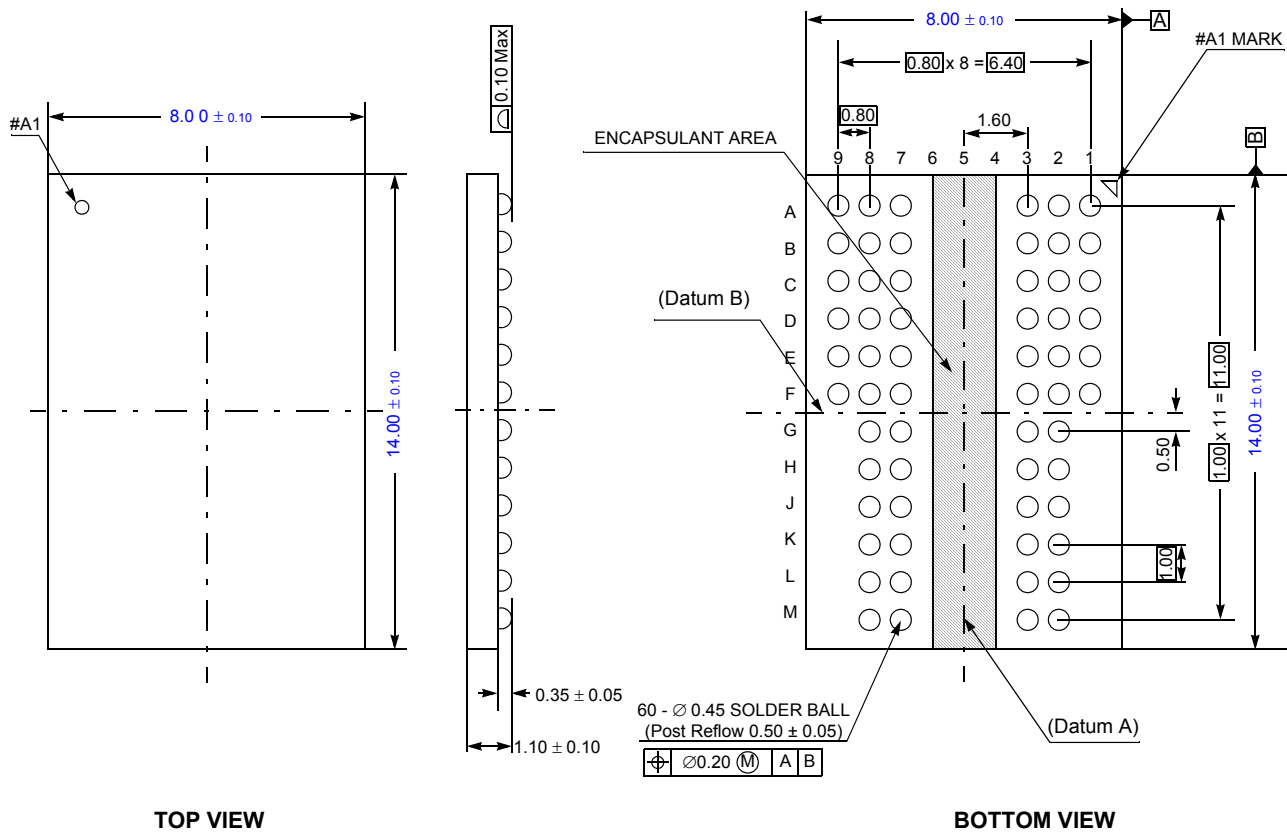 #A1
8.0 0 ± 0.10
14.00 ± 0.10
TOP VIEW
⌓ 0.10 Max
0.35 ± 0.05
1.10 ± 0.10
8.00 ± 0.10
A
#A1 MARK
0.80 x 8 = 6.40
0.80
1.60
B
ENCAPSULANT AREA
9 8 7 6 5 4 3 2 1
A
B
C
D
E
F
G
H
J
K
L
M
(Datum B)
0.50
1.00
1.00 x 11 = 11.00
14.00 ± 0.10
60 - ∅ 0.45 SOLDER BALL
(Post Reflow 0.50 ± 0.05)
⌖ ∅0.20 Ⓜ A B
(Datum A)
BOTTOM VIEW